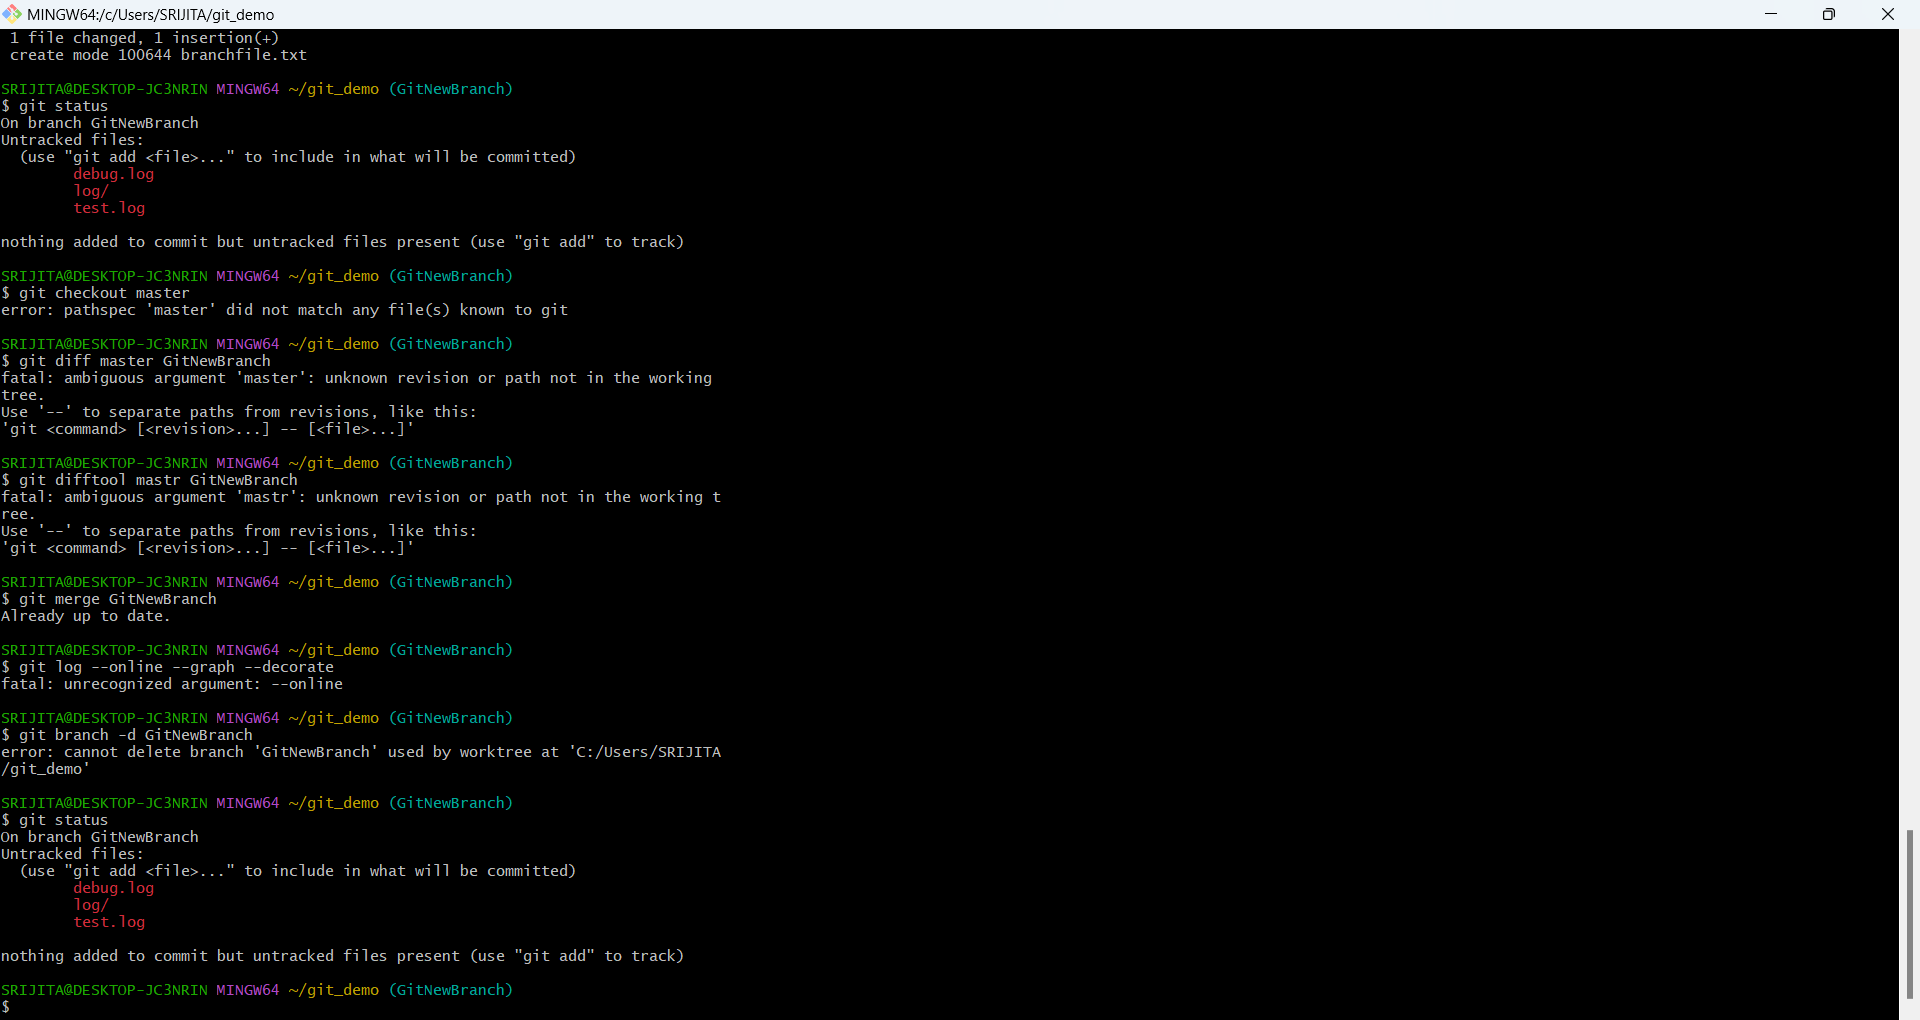 MINGW64:/c/Users/SRIJITA/git_demo
1 file changed, 1 insertion(+)
create mode 100644 branchfile.txt
SRIJITA@DESKTOP-JC3NRIN MINGW64 ~/git_demo (GitNewBranch)
$ git status
On branch GitNewBranch
Untracked files:
(use "git add <file>..." to include in what will be committed)
debug.log
log/
test.log
nothing added to commit but untracked files present (use "git add" to track)
SRIJITA@DESKTOP-JC3NRIN MINGW64 ~/git_demo (GitNewBranch)
$ git checkout master
error: pathspec 'master' did not match any file(s) known to git
SRIJITA@DESKTOP-JC3NRIN MINGW64 ~/git_demo (GitNewBranch)
$ git diff master GitNewBranch
fatal: ambiguous argument 'master': unknown revision or path not in the working
tree.
Use '--' to separate paths from revisions, like this:
'git <command> [<revision>...] -- [<file>...]'
SRIJITA@DESKTOP-JC3NRIN MINGW64 ~/git_demo (GitNewBranch)
$ git difftool mastr GitNewBranch
fatal: ambiguous argument 'mastr': unknown revision or path not in the working t
ree.
Use '--' to separate paths from revisions, like this:
'git <command> [<revision>...] -- [<file>...]'
SRIJITA@DESKTOP-JC3NRIN MINGW64 ~/git_demo (GitNewBranch)
$ git merge GitNewBranch
Already up to date.
SRIJITA@DESKTOP-JC3NRIN MINGW64 ~/git_demo (GitNewBranch)
$ git log --online --graph --decorate
fatal: unrecognized argument: --online
SRIJITA@DESKTOP-JC3NRIN MINGW64 ~/git_demo (GitNewBranch)
$ git branch -d GitNewBranch
error: cannot delete branch 'GitNewBranch' used by worktree at 'C:/Users/SRIJITA
/git_demo'
SRIJITA@DESKTOP-JC3NRIN MINGW64 ~/git_demo (GitNewBranch)
$ git status
On branch GitNewBranch
Untracked files:
(use "git add <file>..." to include in what will be committed)
debug.log
log/
test.log
nothing added to commit but untracked files present (use "git add" to track)
SRIJITA@DESKTOP-JC3NRIN MINGW64 ~/git_demo (GitNewBranch)
$